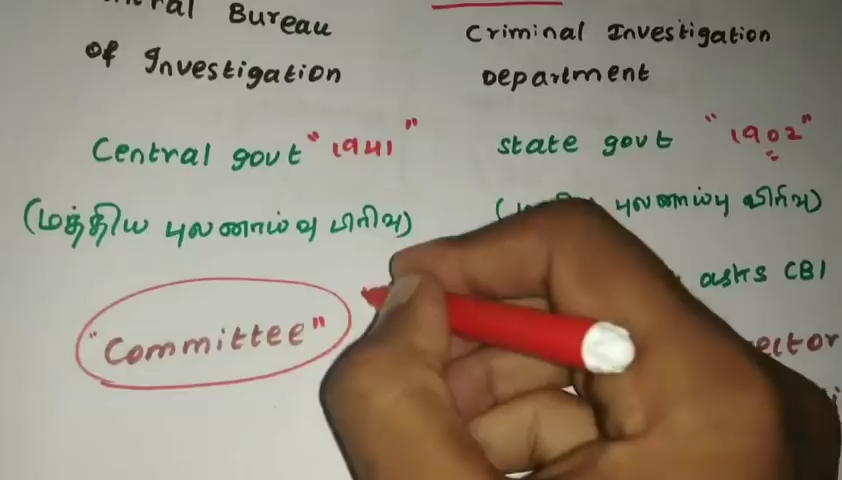 Bureau
of Investigation
Central govt "1941"
(மத்திய புலனாய்வு பிரிவு)
"Committee"
Criminal Investigation
Department
state govt "1902"
புலனாய்பு பிரிவு)
asks CBI